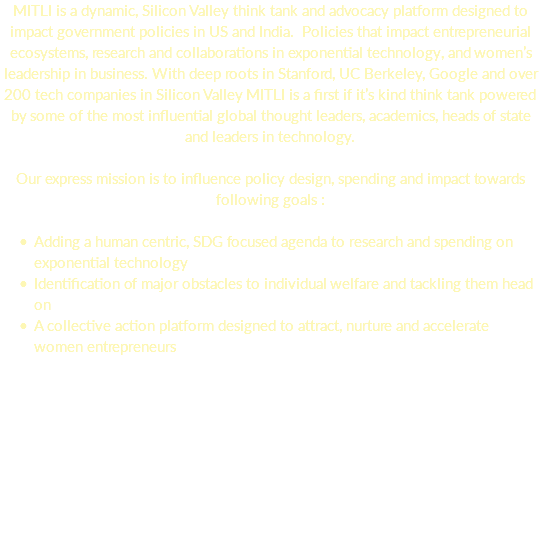 MITLI is a dynamic, Silicon Valley think tank and advocacy platform designed to
impact government policies in US and India.  Policies that impact entrepreneurial
ecosystems, research and collaborations in exponential technology, and women's
leadership in business. With deep roots in Stanford, UC Berkeley, Google and over
200 tech companies in Silicon Valley MITLI is a first if it's kind think tank powered
by some of the most influential global thought leaders, academics, heads of state
and leaders in technology.
Our express mission is to influence policy design, spending and impact towards
following goals :
• Adding a human centric, SDG focused agenda to research and spending on
exponential technology
• Identification of major obstacles to individual welfare and tackling them head
on
• A collective action platform designed to attract, nurture and accelerate
women entrepreneurs